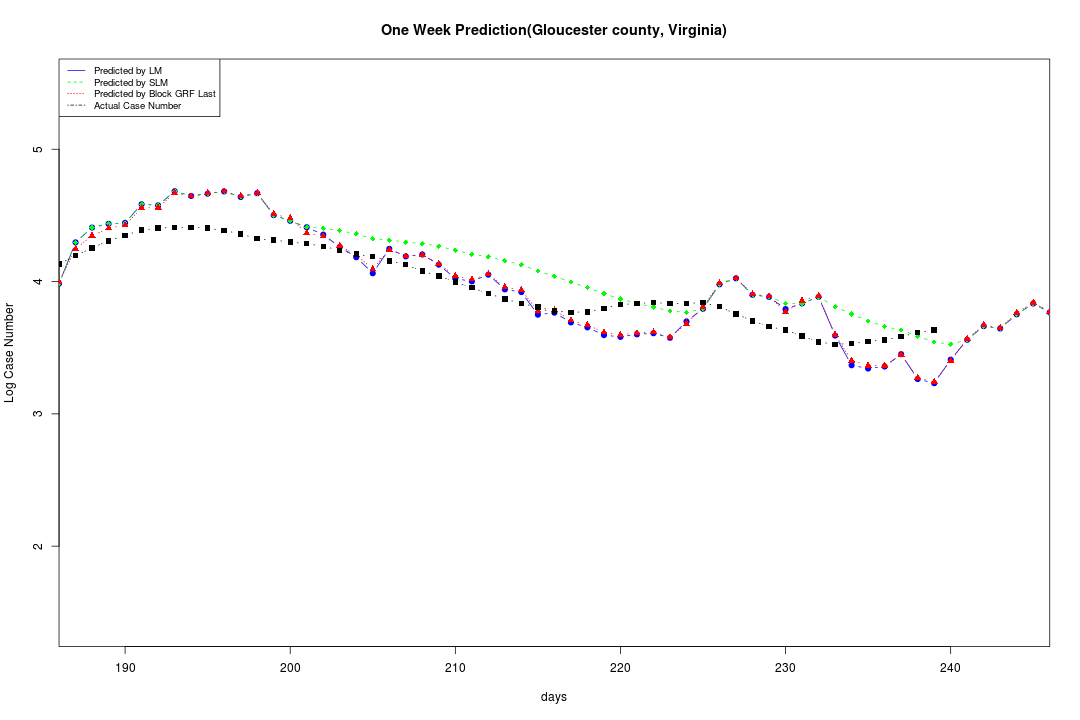 One Week Prediction(Gloucester county, Virginia)
Predicted by LM
Predicted by SLM
Predicted by Block GRF Last
Actual Case Number
5
4
3
2
Log Case Number
190 200 210 220 230 240
days